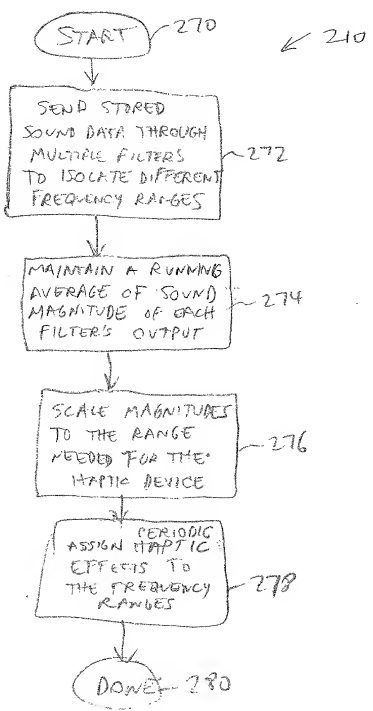 START
270
210
SEND STORED
SOUND DATA THROUGH
MULTIPLE FILTERS
TO ISOLATE DIFFERENT
FREQUENCY RANGES
272
MAINTAIN A RUNNING
AVERAGE OF SOUND
MAGNITUDE OF EACH
FILTER'S OUTPUT
274
SCALE MAGNITUDES
TO THE RANGE
NEEDED FOR THE
HAPTIC DEVICE
276
PERIODIC
ASSIGN HAPTIC
EFFECTS TO
THE FREQUENCY
RANGES
278
DONE
280